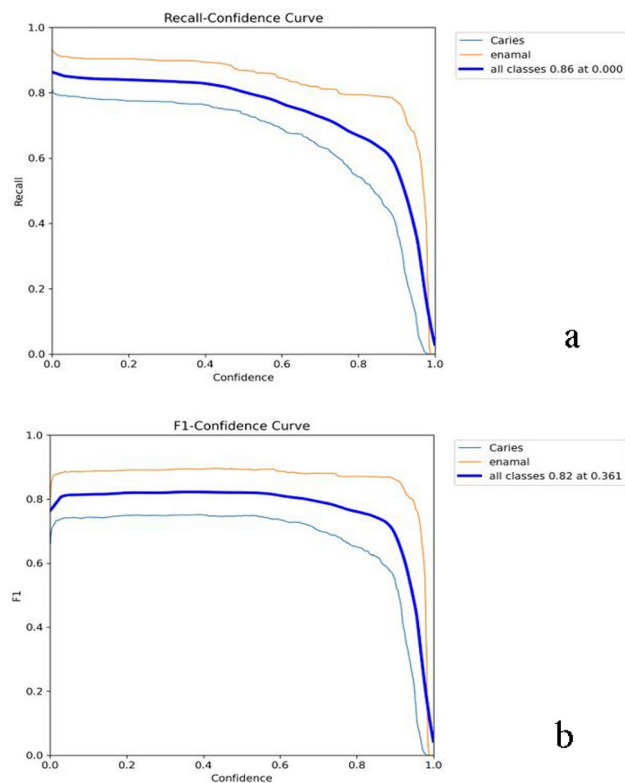 Recall-Confidence Curve
1.0
0.8
0.6
0.4
0.2
0.0
Recall
0.0 0.2 0.4 0.6 0.8 1.0
Confidence
Caries
enamal
all classes 0.86 at 0.000
a
F1-Confidence Curve
1.0
0.8
0.6
0.4
0.2
0.0
F1
0.0 0.2 0.4 0.6 0.8 1.0
Confidence
Caries
enamal
all classes 0.82 at 0.361
b